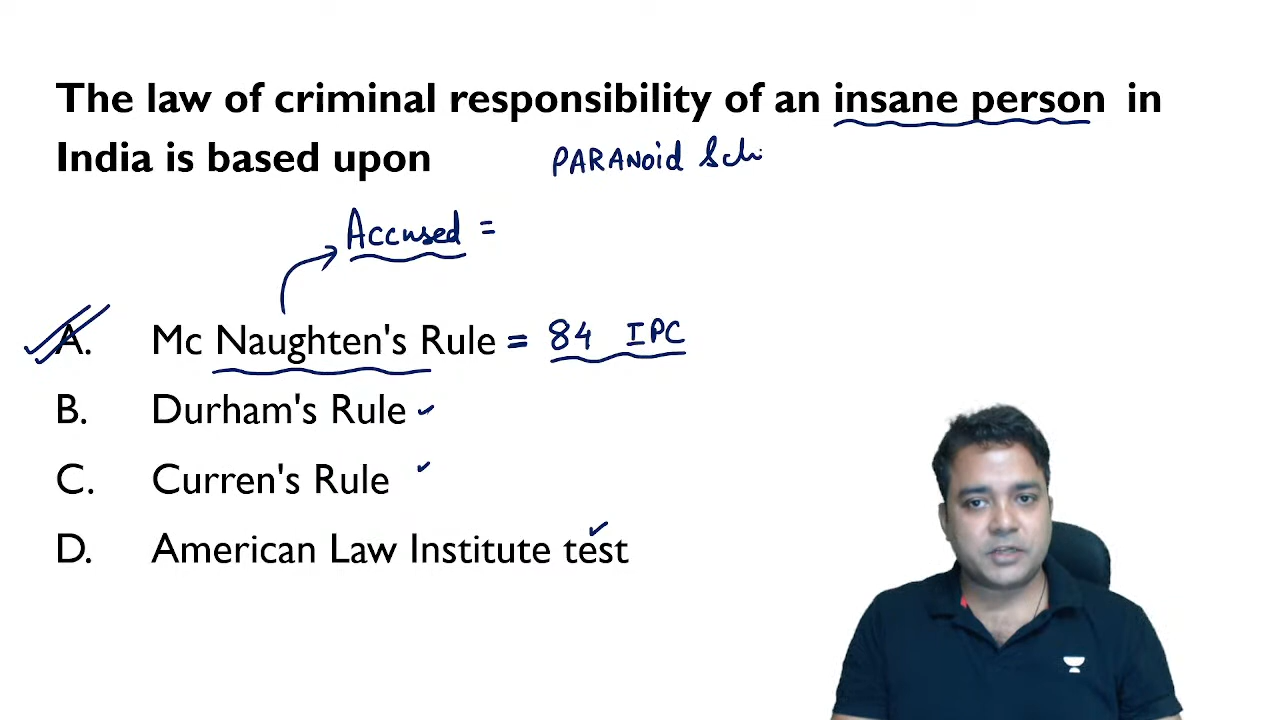 The law of criminal responsibility of an insane person in
India is based upon
PARANoid Sch
Accused =
A. Mc Naughten's Rule = 84 IPC
B. Durham's Rule
C. Curren's Rule
D. American Law Institute test